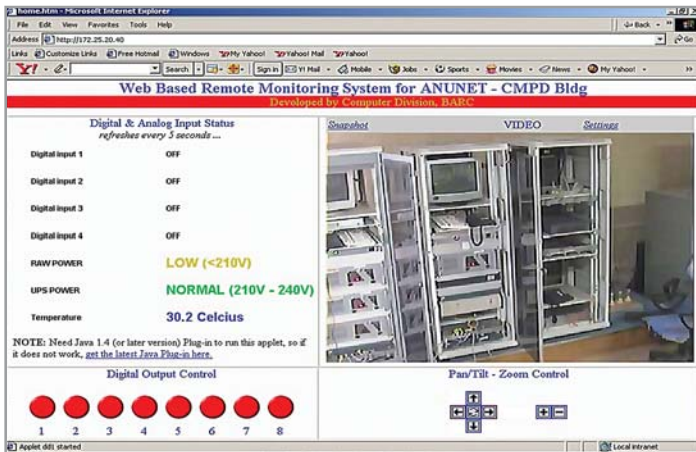 home.htm - Microsoft Internet Explorer
File Edit View Favorites Tools Help
Back
Address http://172.25.20.40
Go
Links Customize Links Free Hotmail Windows My Yahoo! Yahoo! Mail Yahoo!
Y! Search Sign in Y! Mail Mobile Jobs Sports Movies News My Yahoo!
Web Based Remote Monitoring System for ANUNET - CMPD Bldg
Developed by Computer Division, BARC
Digital & Analog Input Status
refreshes every 5 seconds ...
Digital input 1 OFF
Digital input 2 OFF
Digital input 3 OFF
Digital input 4 OFF
RAW POWER LOW (<210V)
UPS POWER NORMAL (210V - 240V)
Temperature 30.2 Celcius
NOTE: Need Java 1.4 (or later version) Plug-in to run this applet, so if
it does not work, get the latest Java Plug-in here.
Snapshot VIDEO Settings
Digital Output Control
1 2 3 4 5 6 7 8
Pan/Tilt - Zoom Control
Applet dd1 started
Local intranet